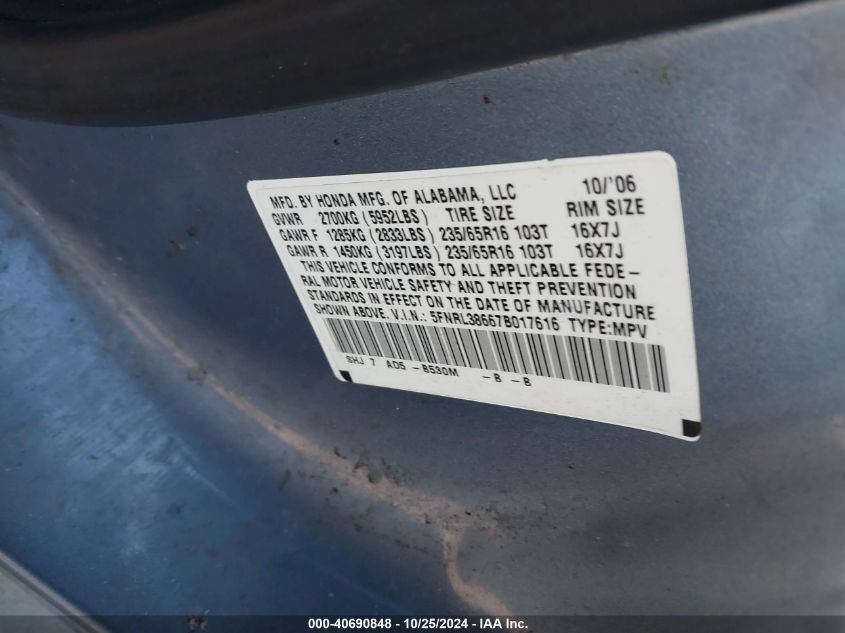 MFD. BY HONDA MFG. OF ALABAMA, LLC 10/'06
GVWR 2700KG (5952LBS) TIRE SIZE RIM SIZE
GAWR F 1285KG (2833LBS) 235/65R16 103T 16X7J
GAWR R 1450KG (3197LBS) 235/65R16 103T 16X7J
THIS VEHICLE CONFORMS TO ALL APPLICABLE FEDE-
RAL MOTOR VEHICLE SAFETY AND THEFT PREVENTION
STANDARDS IN EFFECT ON THE DATE OF MANUFACTURE
SHOWN ABOVE. V.I.N.: 5FNRL38667B017616 TYPE:MPV
SHJ 7 AD5 -B530M -B -B
000-40690848 - 10/25/2024 - IAA Inc.